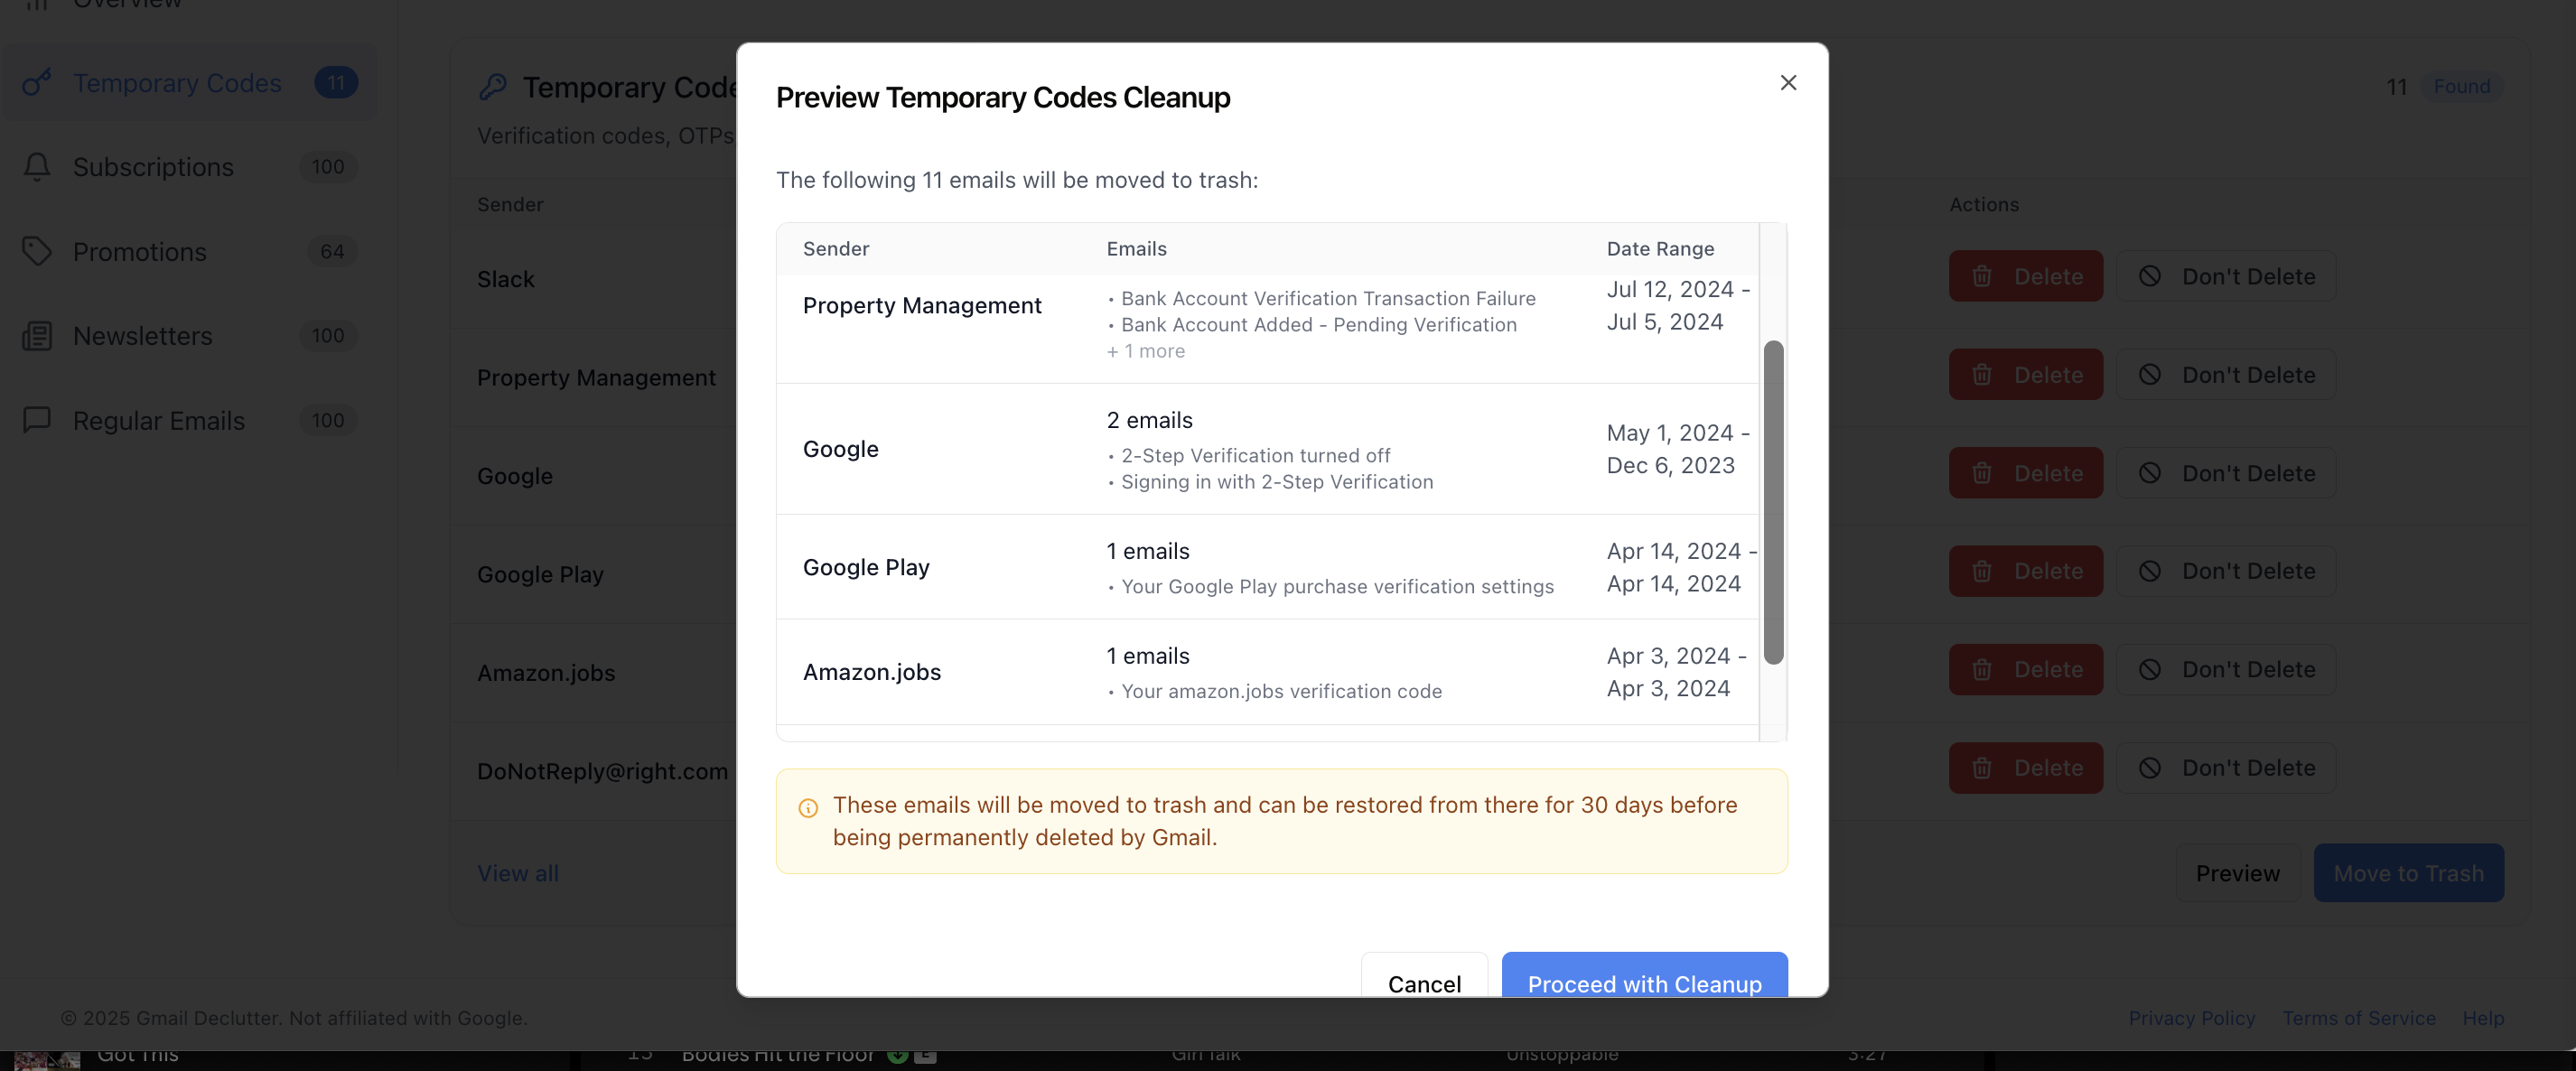 Overview
Temporary Codes 11
Subscriptions 100
Promotions 64
Newsletters 100
Regular Emails 100
Temporary Code
11 Found
Verification codes, OTPs
Sender
Actions
Slack
Delete Don't Delete
Property Management
Delete Don't Delete
Google
Delete Don't Delete
Google Play
Delete Don't Delete
Amazon.jobs
Delete Don't Delete
DoNotReply@right.com
Delete Don't Delete
View all
Preview Move to Trash
Preview Temporary Codes Cleanup
The following 11 emails will be moved to trash:
Sender Emails Date Range
Property Management
• Bank Account Verification Transaction Failure
• Bank Account Added - Pending Verification
+ 1 more
Jul 12, 2024 -
Jul 5, 2024
Google
2 emails
• 2-Step Verification turned off
• Signing in with 2-Step Verification
May 1, 2024 -
Dec 6, 2023
Google Play
1 emails
• Your Google Play purchase verification settings
Apr 14, 2024 -
Apr 14, 2024
Amazon.jobs
1 emails
• Your amazon.jobs verification code
Apr 3, 2024 -
Apr 3, 2024
These emails will be moved to trash and can be restored from there for 30 days before
being permanently deleted by Gmail.
Cancel Proceed with Cleanup
© 2025 Gmail Declutter. Not affiliated with Google.
Privacy Policy Terms of Service Help
Got This
15 Bodies Hit the Floor E Girl Talk Unstoppable 3:27